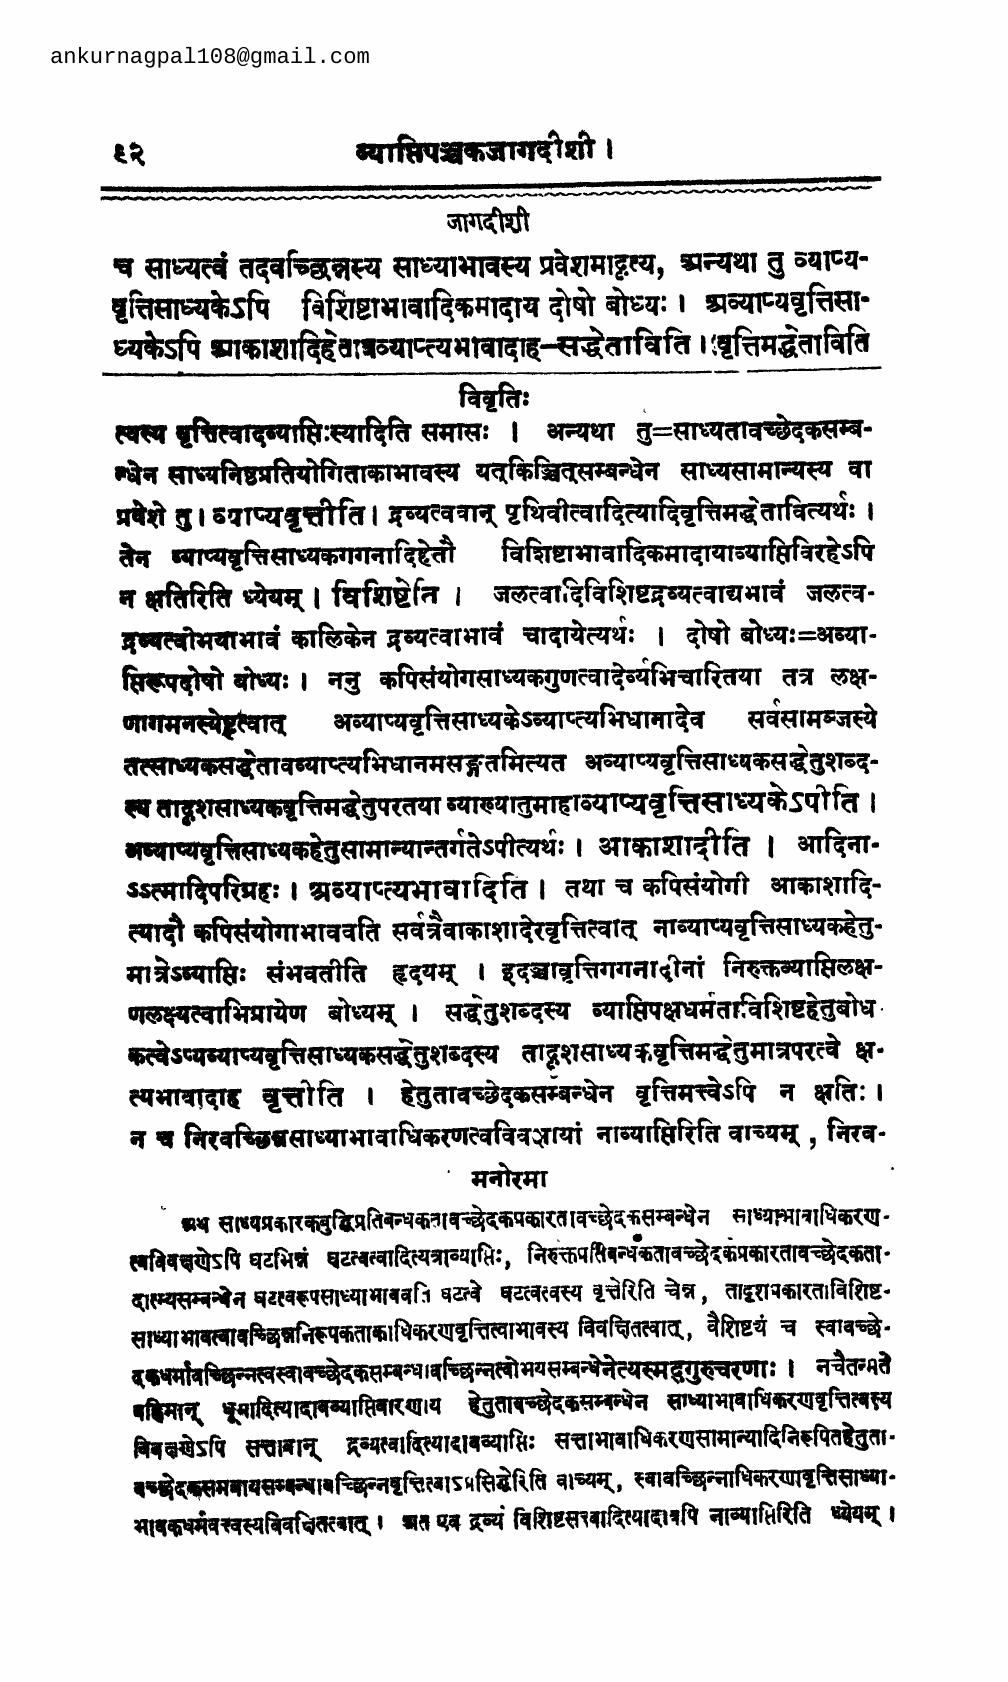 ankurnagpal108@gmail.com
१२ व्याप्तिपञ्चकजागदीशी ।
जागदीशी
च साध्यत्वं तदवच्छिन्नस्य साध्याभावस्य प्रवेशमादृत्य, अन्यथा तु व्याप्य-
वृत्तिसाध्यकेऽपि विशिष्टाभावादिकमादाय दोषो बोध्यः । अव्याप्यवृत्तिसा-
ध्यकेऽपि आकाशादिहेतावव्याप्त्यभावादाह–सद्धेताविति । वृत्तिमद्धेताविति
विवृतिः
त्वस्य वृत्तित्वादव्याप्तिःस्यादिति समासः । अन्यथा तु=साध्यतावच्छेदकसम्ब-
न्धेन साध्यनिष्ठप्रतियोगिताकाभावस्य यत्किञ्चित्सम्बन्धेन साध्यसामान्यस्य वा
प्रवेशे तु । व्याप्यवृत्तीति । द्रव्यत्ववान् पृथिवीत्वादित्यादिवृत्तिमद्धेतावित्यर्थः ।
तेन व्याप्यवृत्तिसाध्यकगगनादिहेतौ विशिष्टाभावादिकमादायाव्याप्तिविरहेऽपि
न क्षतिरिति ध्येयम् । विशिष्टेति । जलत्वादिविशिष्टद्रव्यत्वाद्यभावं जलत्व-
द्रव्यत्वोभयाभावं कालिकेन द्रव्यत्वाभावं चादायेत्यर्थः । दोषो बोध्यः=अव्या-
प्तिरूपदोषो बोध्यः । ननु कपिसंयोगसाध्यकगुणत्वादेर्व्यभिचारितया तत्र लक्ष-
णागमनस्येष्टत्वात् अव्याप्यवृत्तिसाध्यकेऽव्याप्त्यभिधानादेव सर्वसामञ्जस्ये
तत्साध्यकसद्धेतावव्याप्त्यभिधानमसङ्गतमित्यत अव्याप्यवृत्तिसाध्यकसद्धेतुशब्द-
स्य तादृशसाध्यकवृत्तिमद्धेतुपरतया व्याख्यातुमाहाव्याप्यवृत्तिसाध्यकेऽपीति ।
अव्याप्यवृत्तिसाध्यकहेतुसामान्यान्तर्गतेऽपीत्यर्थः । आकाशादीति । आदिना-
ऽऽत्मादिपरिग्रहः । अव्याप्त्यभावादिति । तथा च कपिसंयोगी आकाशादि-
त्यादौ कपिसंयोगाभाववति सर्वत्रैवाकाशादेरवृत्तित्वात् नाव्याप्यवृत्तिसाध्यकहेतु-
मात्रेऽव्याप्तिः संभवतीति हृदयम् । इदञ्चावृत्तिगगनादीनां निरुक्तव्याप्तिलक्ष-
णलक्ष्यत्वाभिप्रायेण बोध्यम् । सद्धेतुशब्दस्य व्याप्तिपक्षधर्मताविशिष्टहेतुबोध-
कत्वेऽप्यव्याप्यवृत्तिसाध्यकसद्धेतुशब्दस्य तादृशसाध्यकवृत्तिमद्धेतुमात्रपरत्वे क्ष-
त्यभावादाह वृत्तीति । हेतुतावच्छेदकसम्बन्धेन वृत्तिमत्त्वेऽपि न क्षतिः ।
न च निरवच्छिन्नसाध्याभावाधिकरणत्वविवक्षायां नाव्याप्तिरिति वाच्यम् , निरव-
मनोरमा
अथ साध्यप्रकारकबुद्धिप्रतिबन्धकतावच्छेदकप्रकारतावच्छेदकसम्बन्धेन साध्याभावाधिकरण-
त्वविवक्षणेऽपि घटभिन्नं घटत्वत्वादित्यत्राव्याप्तिः, निरुक्तप्रतिबन्धकतावच्छेदकप्रकारतावच्छेदकता-
दात्म्यसम्बन्धेन घटत्वरूपसाध्याभाववति घटत्वे घटत्वत्वस्य वृत्तेरिति चेन्न, तादृशप्रकारताविशिष्ट-
साध्याभावत्वावच्छिन्ननिरूपकताकाधिकरणवृत्तित्वाभावस्य विवक्षितत्वात्, वैशिष्ट्यं च स्वावच्छे-
दकधर्मावच्छिन्नत्वस्वावच्छेदकसम्बन्धावच्छिन्नत्वोभयसम्बन्धेनेत्यस्मद्गुरुचरणाः । नचैतन्मते
वह्निमान् धूमादित्यादावव्याप्तिवारणाय हेतुतावच्छेदकसम्बन्धेन साध्याभावाधिकरणवृत्तित्वस्य
विवक्षणेऽपि सत्तावान् द्रव्यत्वादित्यादावव्याप्तिः सत्ताभावाधिकरणसामान्यादिनिरूपितहेतुता-
वच्छेदकसमवायसम्बन्धावच्छिन्नवृत्तित्वाऽप्रसिद्धेरिति वाच्यम्, स्वावच्छिन्नाधिकरणावृत्तिसाध्या-
भावकधर्मवत्त्वस्यविवक्षितत्वात् । अत एव द्रव्यं विशिष्टसत्त्वादित्यादावपि नाव्याप्तिरिति ध्येयम् ।